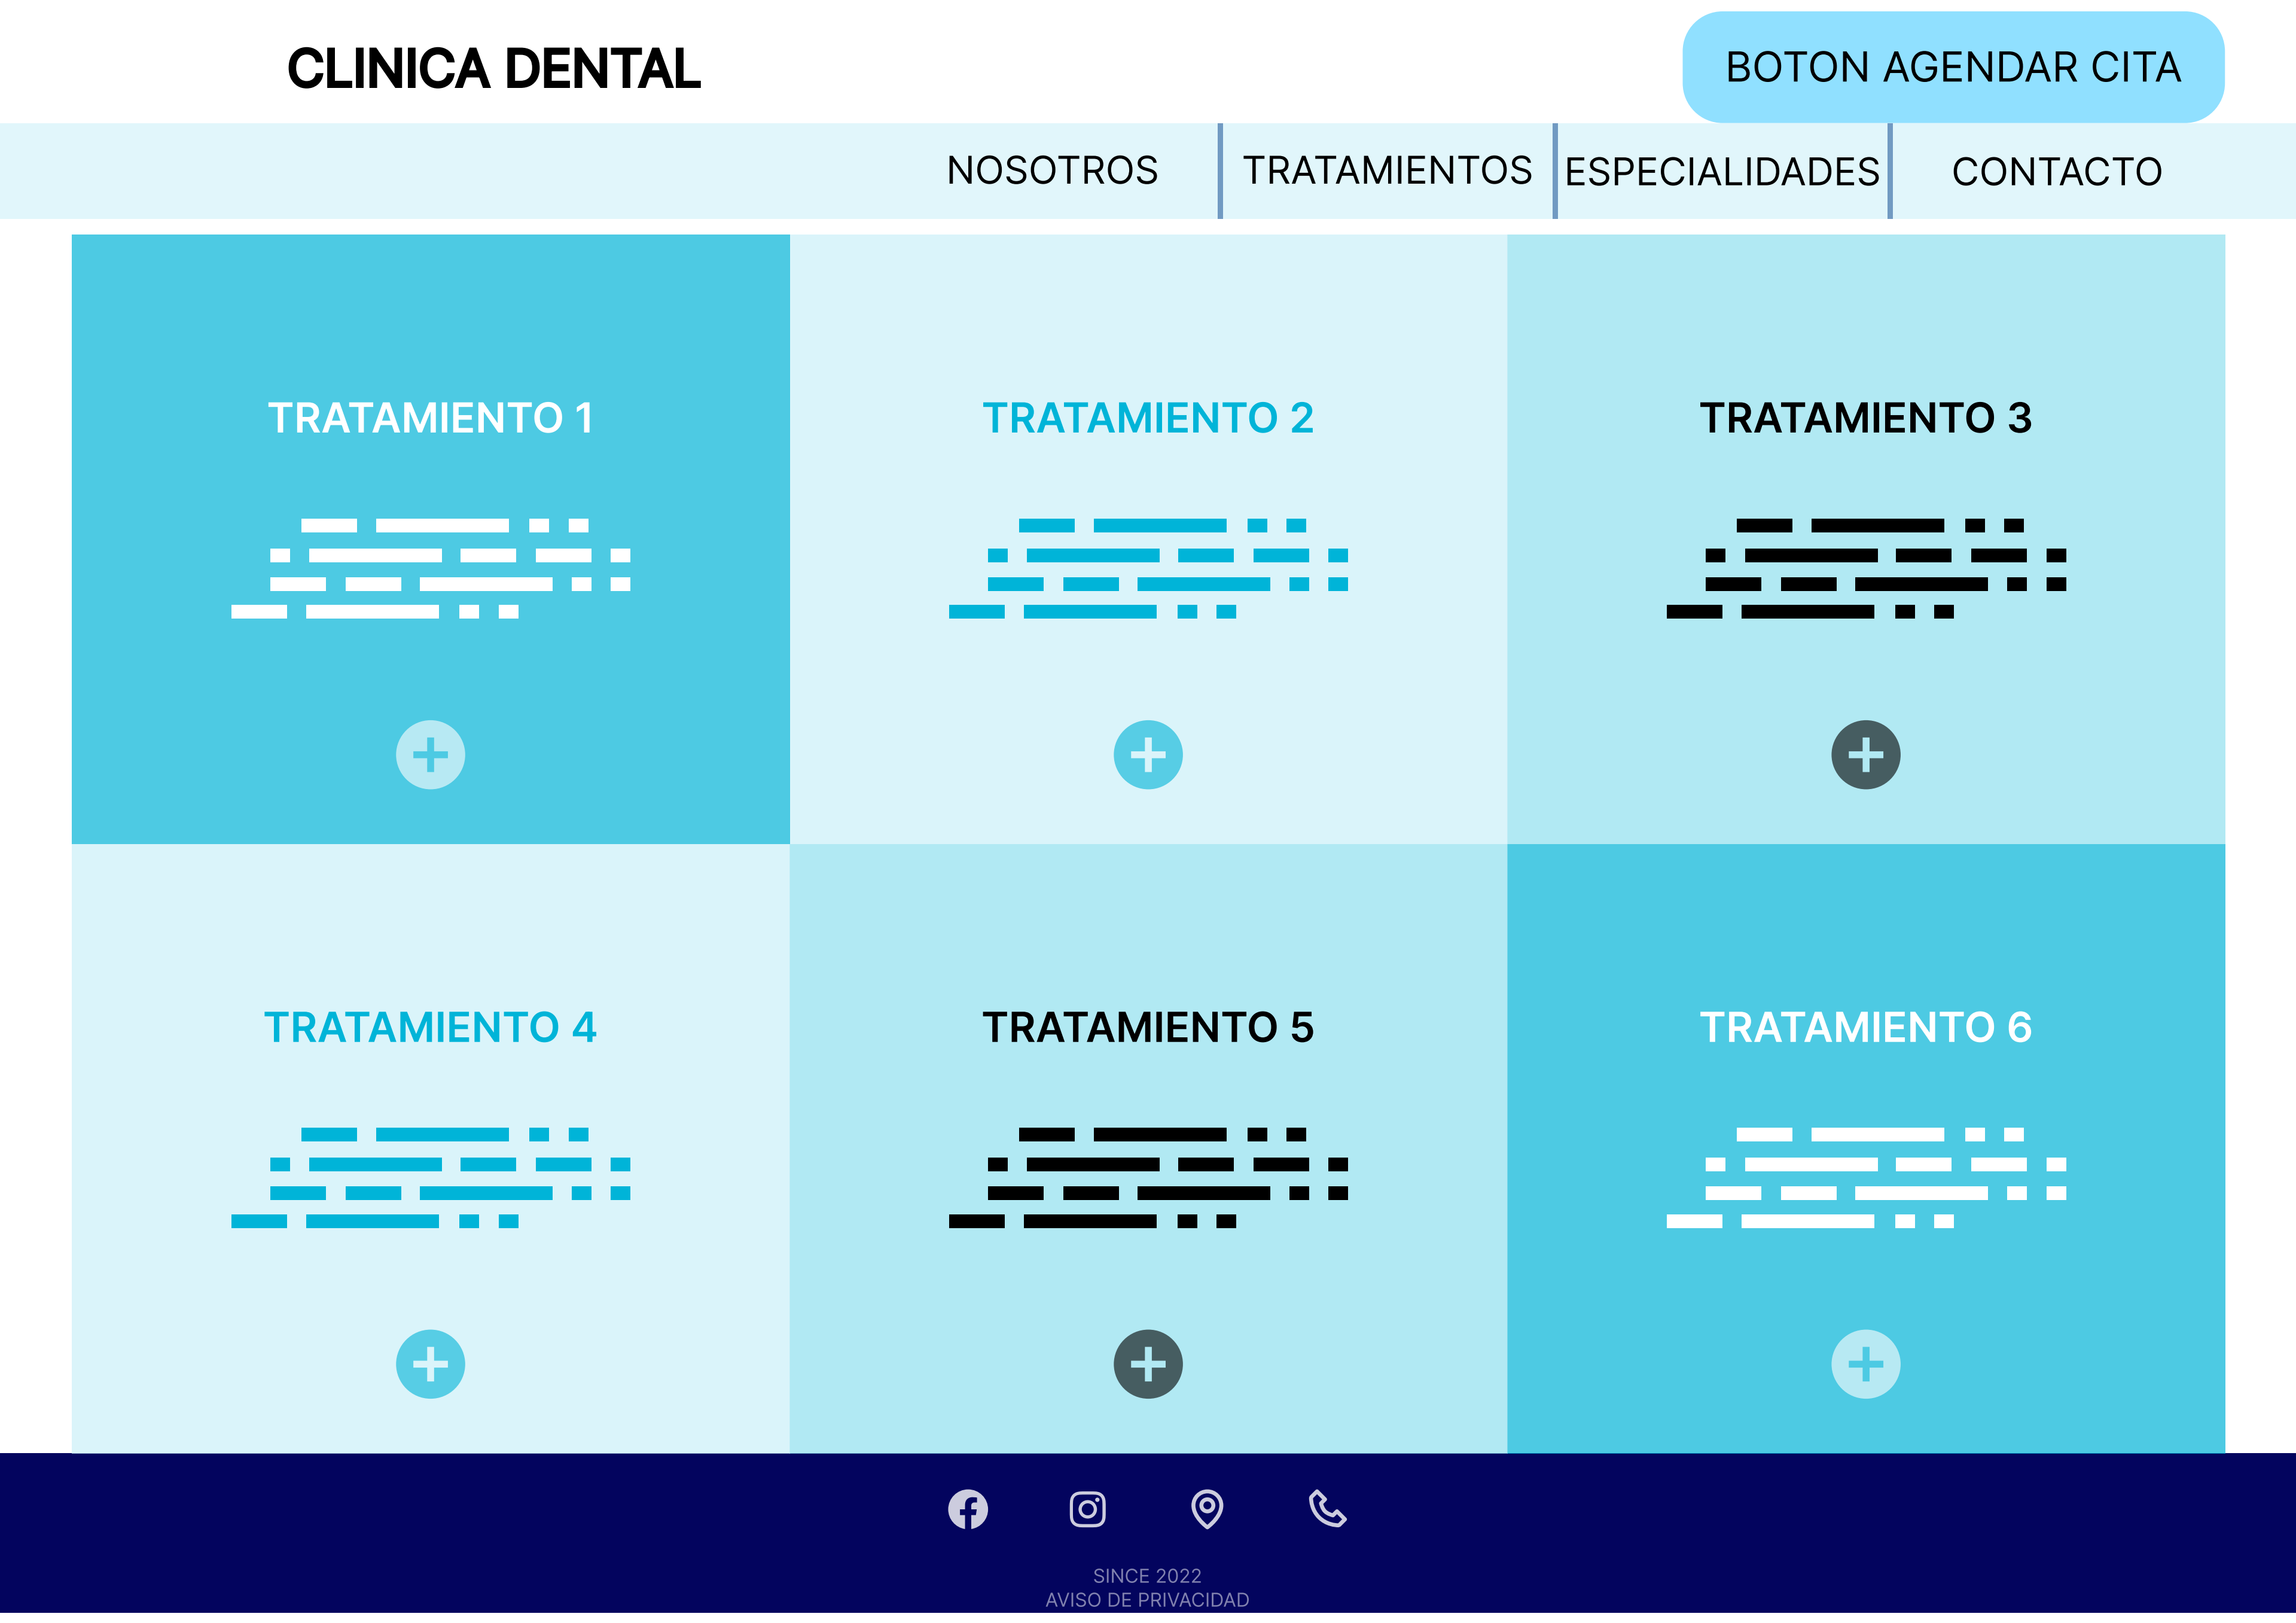 CLINICA DENTAL
BOTON AGENDAR CITA
NOSOTROS
TRATAMIENTOS
ESPECIALIDADES
CONTACTO
TRATAMIENTO 1
TRATAMIENTO 2
TRATAMIENTO 3
TRATAMIENTO 4
TRATAMIENTO 5
TRATAMIENTO 6
SINCE 2022
AVISO DE PRIVACIDAD